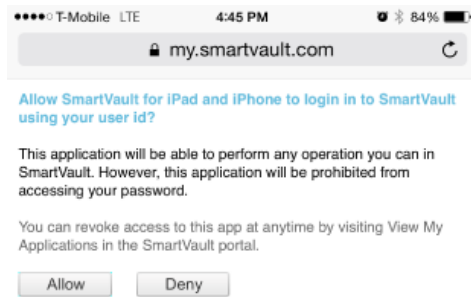 T-Mobile LTE 4:45 PM 84%
my.smartvault.com
Allow SmartVault for iPad and iPhone to login in to SmartVault
using your user id?
This application will be able to perform any operation you can in
SmartVault. However, this application will be prohibited from
accessing your password.
You can revoke access to this app at anytime by visiting View My
Applications in the SmartVault portal.
Allow Deny